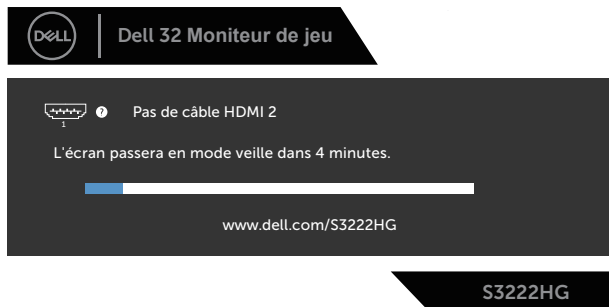 DELL
Dell 32 Moniteur de jeu
? Pas de câble HDMI 2
1
L'écran passera en mode veille dans 4 minutes.
www.dell.com/S3222HG
S3222HG